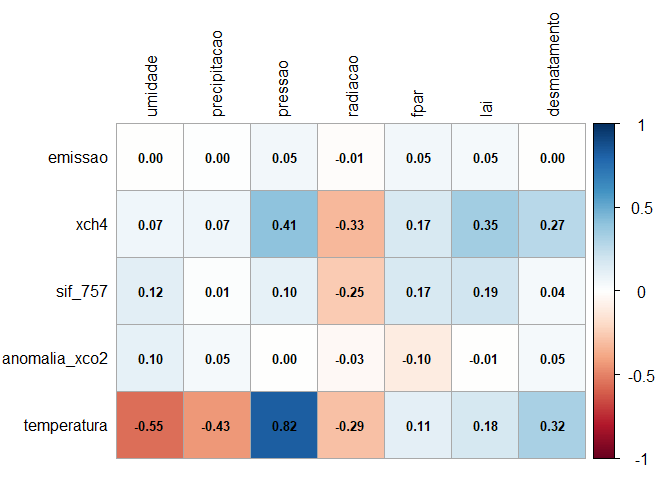 umidade precipitacao pressao radiacao fpar lai desmatamento
emissao 0.00 0.00 0.05 -0.01 0.05 0.05 0.00
xch4 0.07 0.07 0.41 -0.33 0.17 0.35 0.27
sif_757 0.12 0.01 0.10 -0.25 0.17 0.19 0.04
anomalia_xco2 0.10 0.05 0.00 -0.03 -0.10 -0.01 0.05
temperatura -0.55 -0.43 0.82 -0.29 0.11 0.18 0.32
1
0.5
0
-0.5
-1